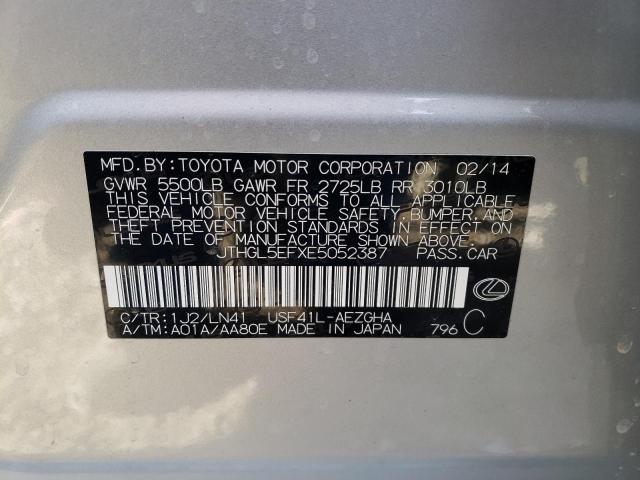 MFD.BY:TOYOTA MOTOR CORPORATION 02/14
GVWR 5500LB GAWR FR 2725LB RR 3010LB
THIS VEHICLE CONFORMS TO ALL APPLICABLE
FEDERAL MOTOR VEHICLE SAFETY,BUMPER,AND
THEFT PREVENTION STANDARDS IN EFFECT ON
THE DATE OF MANUFACTURE SHOWN ABOVE.
JTHGL5EFXE5052387 PASS.CAR
C/TR:1J2/LN41 USF41L-AEZGHA
A/TM:A01A/AA80E MADE IN JAPAN 796 C